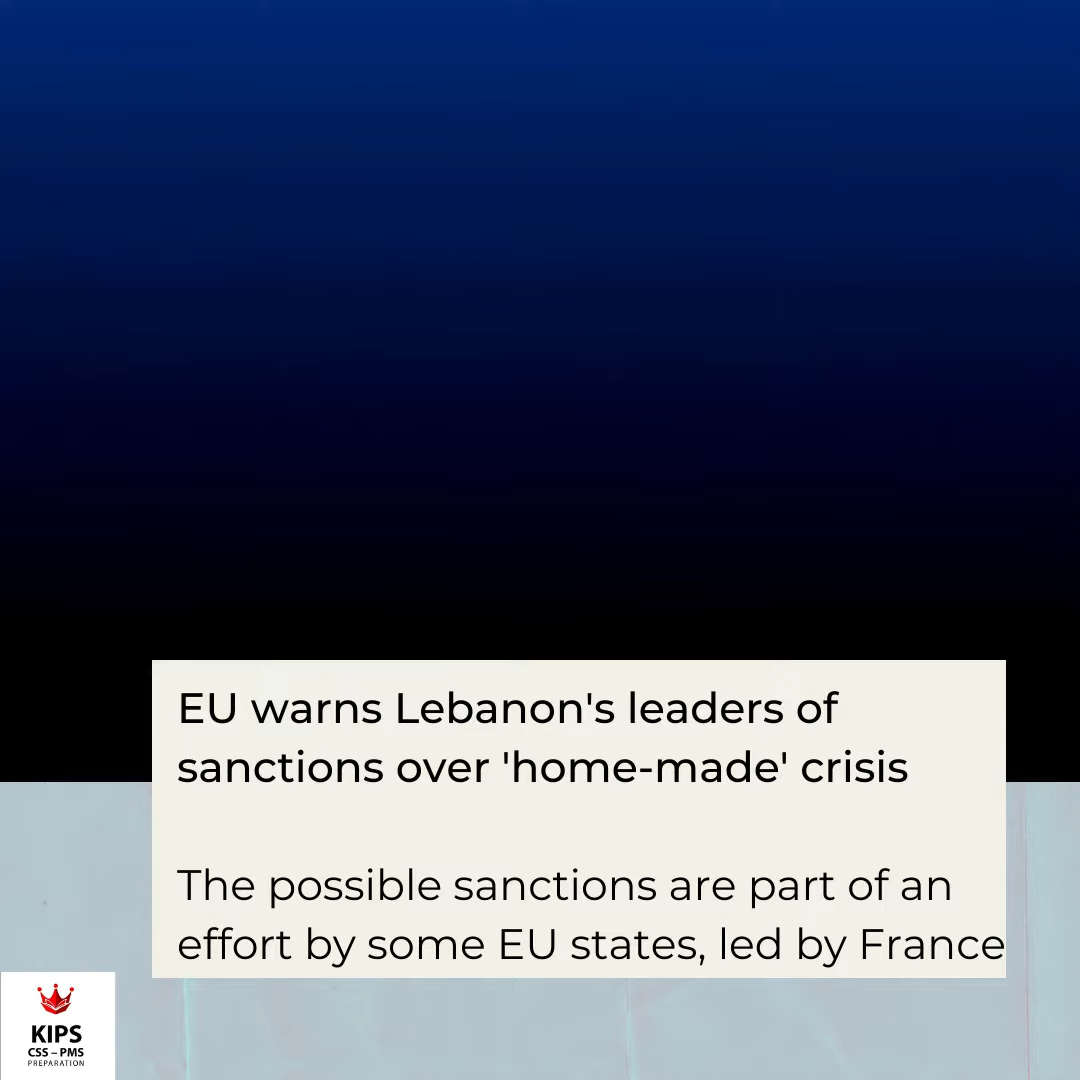 EU warns Lebanon's leaders of
sanctions over 'home-made' crisis
The possible sanctions are part of an
effort by some EU states, led by France
KIPS
CSS – PMS
PREPARATION